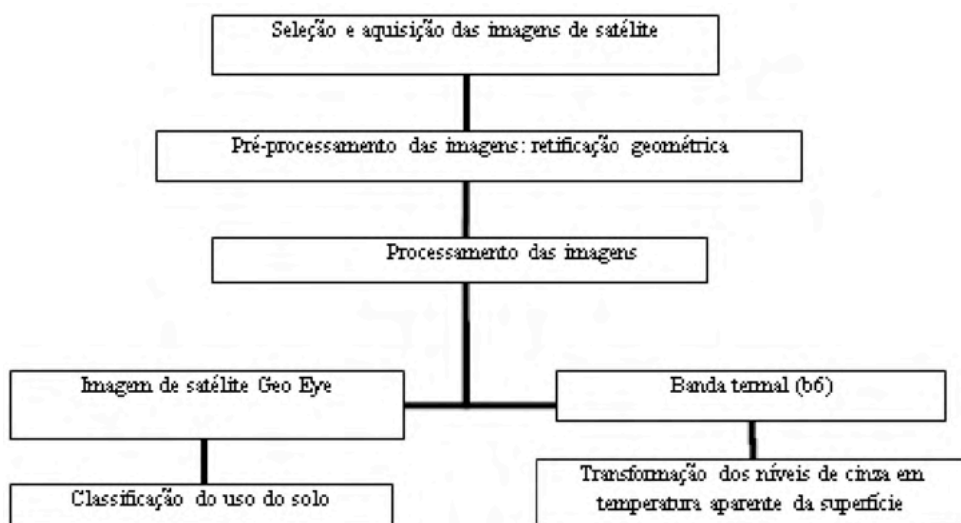 Seleção e aquisição das imagens de satélite
Pré-processamento das imagens: retificação geométrica
Processamento das imagens
Imagem de satélite Geo Eye
Banda termal (b6)
Classificação do uso do solo
Transformação dos níveis de cinza em
temperatura aparente da superfície